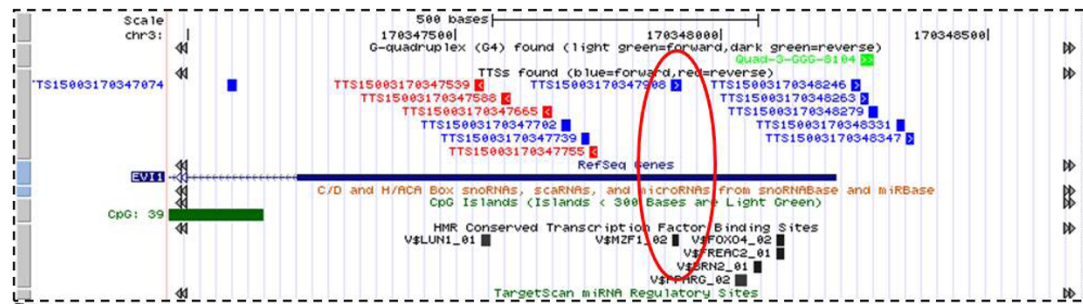 Scale 500 bases
chr3: 170347500 170348000 170348500
G-quadruplex (G4) found (light green=forward,dark green=reverse)
Quad-3-GGG-8104
TTSs found (blue=forward,red=reverse)
TTS15003170347074 TTS15003170347539 TTS15003170347908 TTS15003170348246
TTS15003170347588 TTS15003170348263
TTS15003170347665 TTS15003170348279
TTS15003170347702 TTS15003170348331
TTS15003170347739 TTS15003170348347
TTS15003170347755
RefSeq Genes
EVI1
C/D and H/ACA Box snoRNAs, scaRNAs, and microRNAs from snoRNABase and miRBase
CpG Islands (Islands < 300 Bases are Light Green)
CpG: 39
HMR Conserved Transcription Factor Binding Sites
V$LUN1_01 V$MZF1_02 V$FOXO4_02
V$FREAC2_01
V$BRN2_01
V$PPARG_02
TargetScan miRNA Regulatory Sites